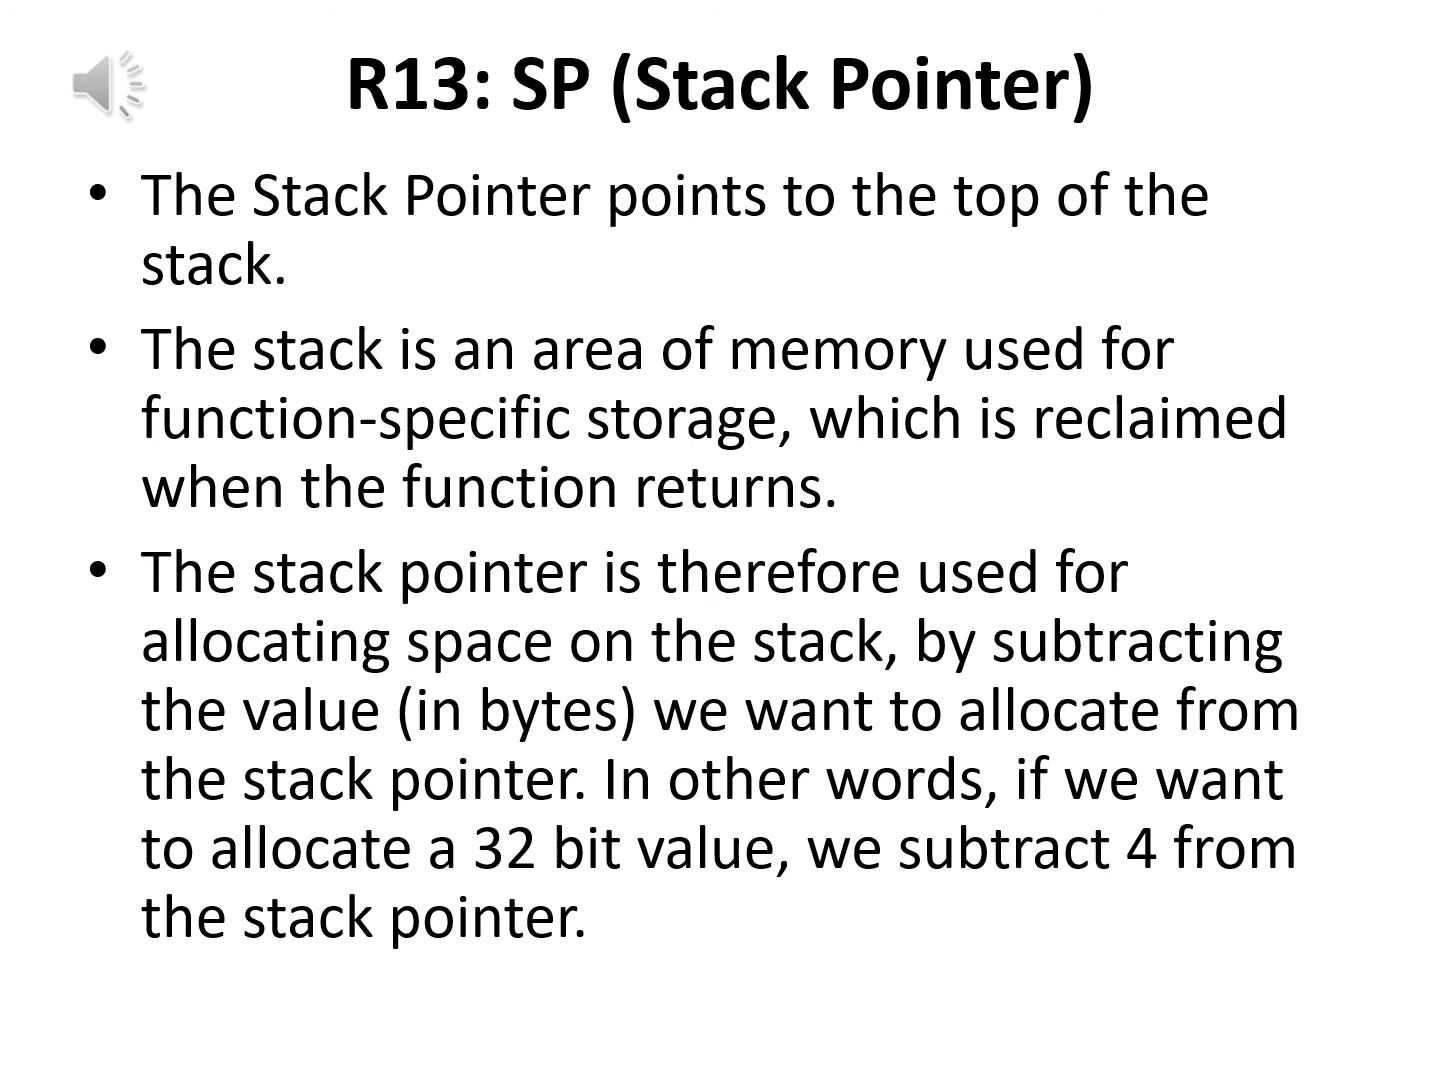 R13: SP (Stack Pointer)
• The Stack Pointer points to the top of the
stack.
• The stack is an area of memory used for
function-specific storage, which is reclaimed
when the function returns.
• The stack pointer is therefore used for
allocating space on the stack, by subtracting
the value (in bytes) we want to allocate from
the stack pointer. In other words, if we want
to allocate a 32 bit value, we subtract 4 from
the stack pointer.